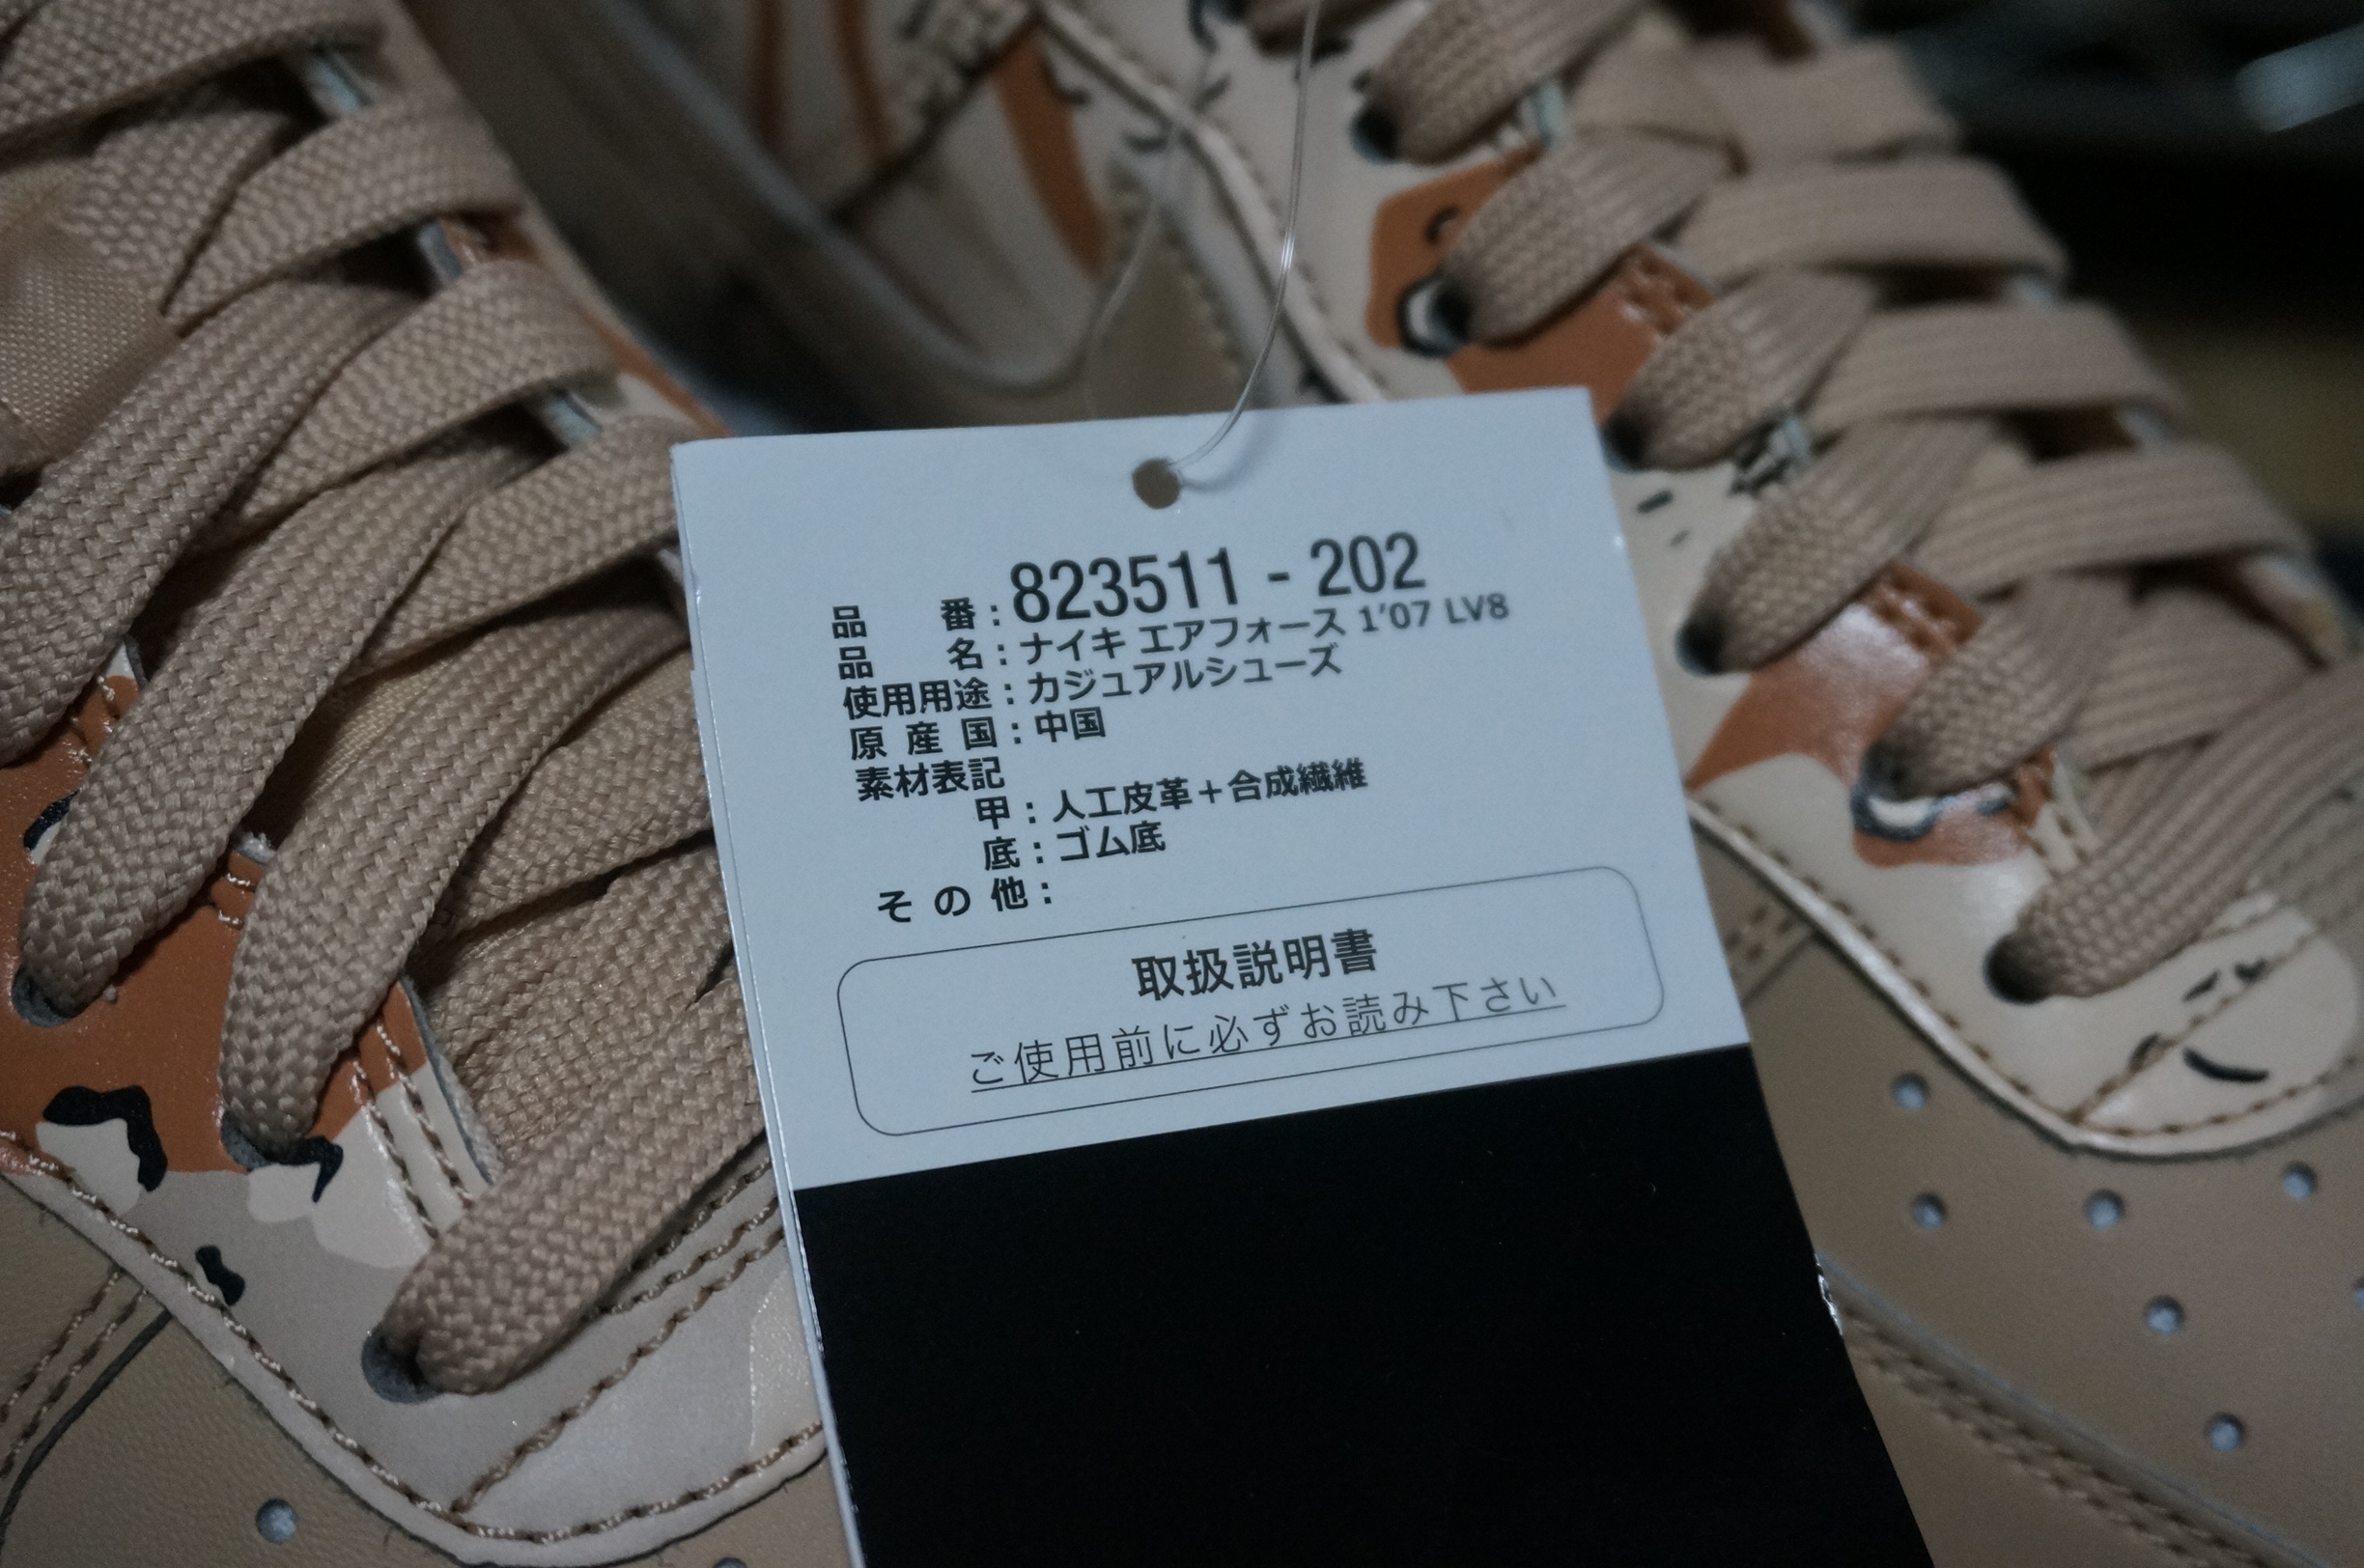 品番：823511-202
品名：ナイキ エアフォース 1'07 LV8
使用用途：カジュアルシューズ
原産国：中国
素材表記
甲：人工皮革＋合成繊維
底：ゴム底
その他：
取扱説明書
ご使用前に必ずお読み下さい